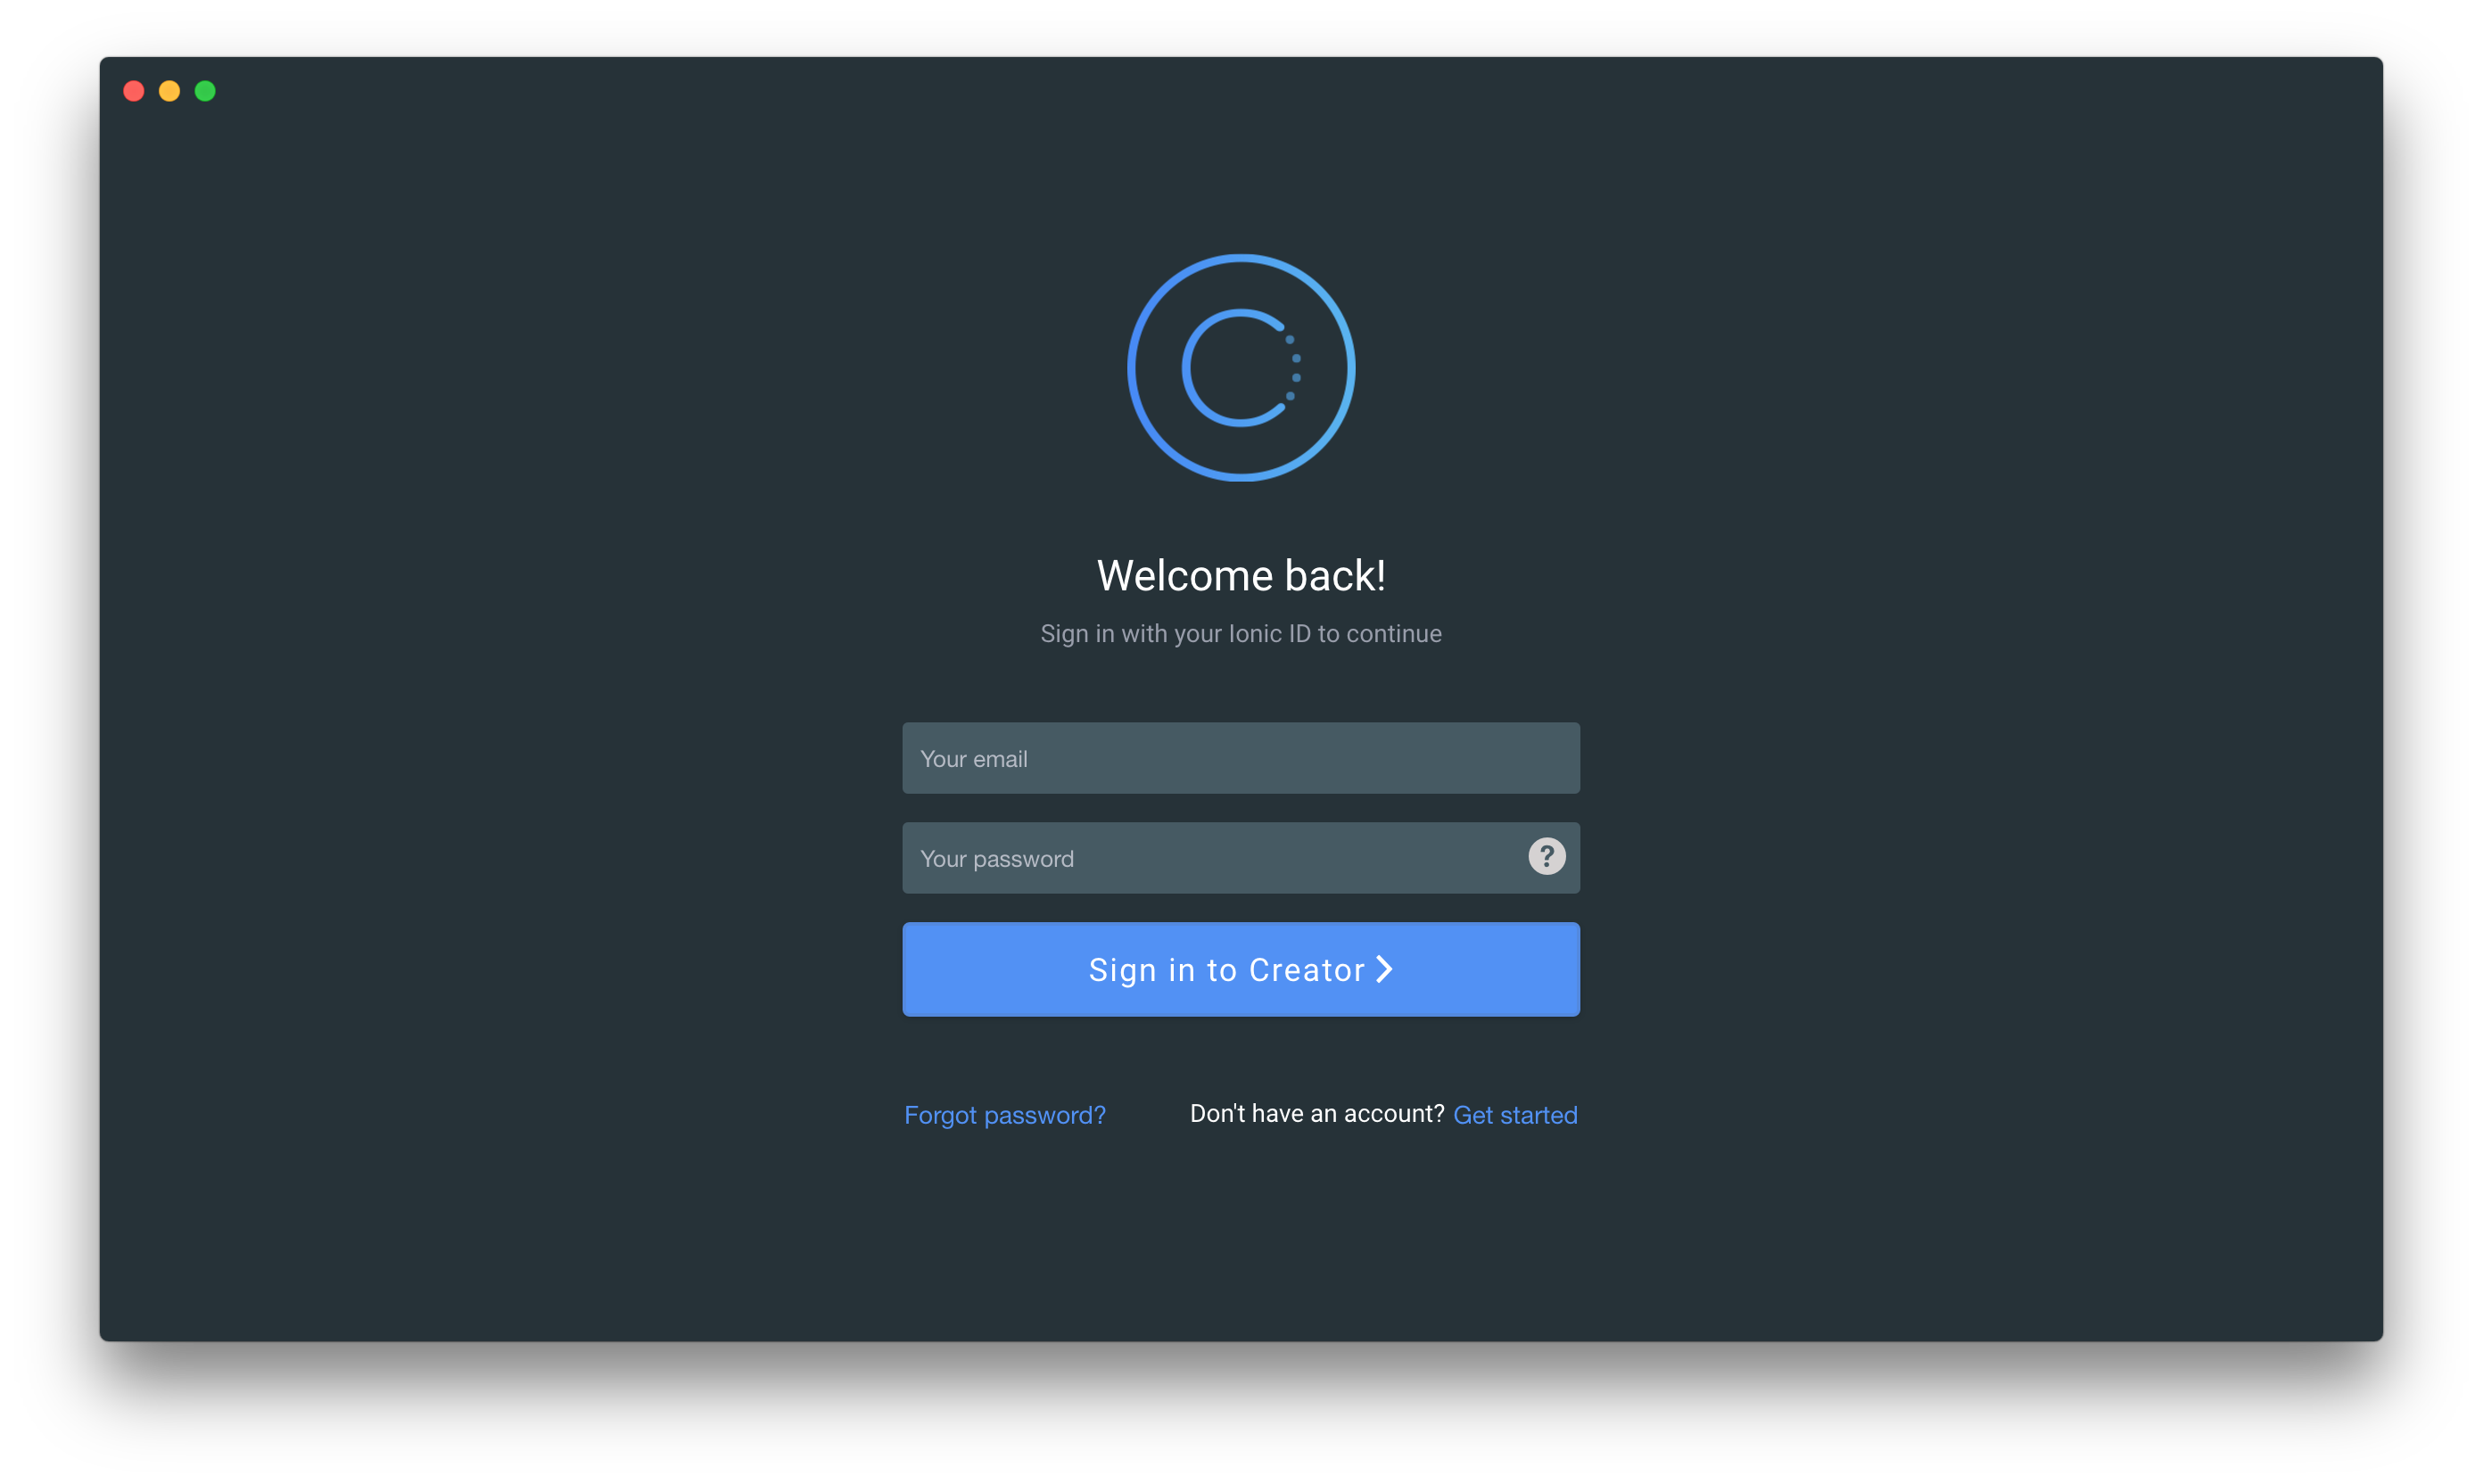 Welcome back!
Sign in with your Ionic ID to continue
Your email
Your password
?
Sign in to Creator
Forgot password? Don't have an account? Get started